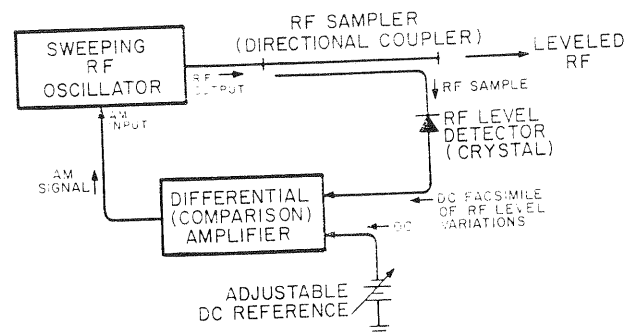 RF SAMPLER
(DIRECTIONAL COUPLER)
SWEEPING
RF
OSCILLATOR
LEVELED
RF
RF
OUTPUT
RF SAMPLE
AM
INPUT
RF LEVEL
DETECTOR
(CRYSTAL)
AM
SIGNAL
DIFFERENTIAL
(COMPARISON)
AMPLIFIER
DC FACSIMILE
OF RF LEVEL
VARIATIONS
DC
ADJUSTABLE
DC REFERENCE